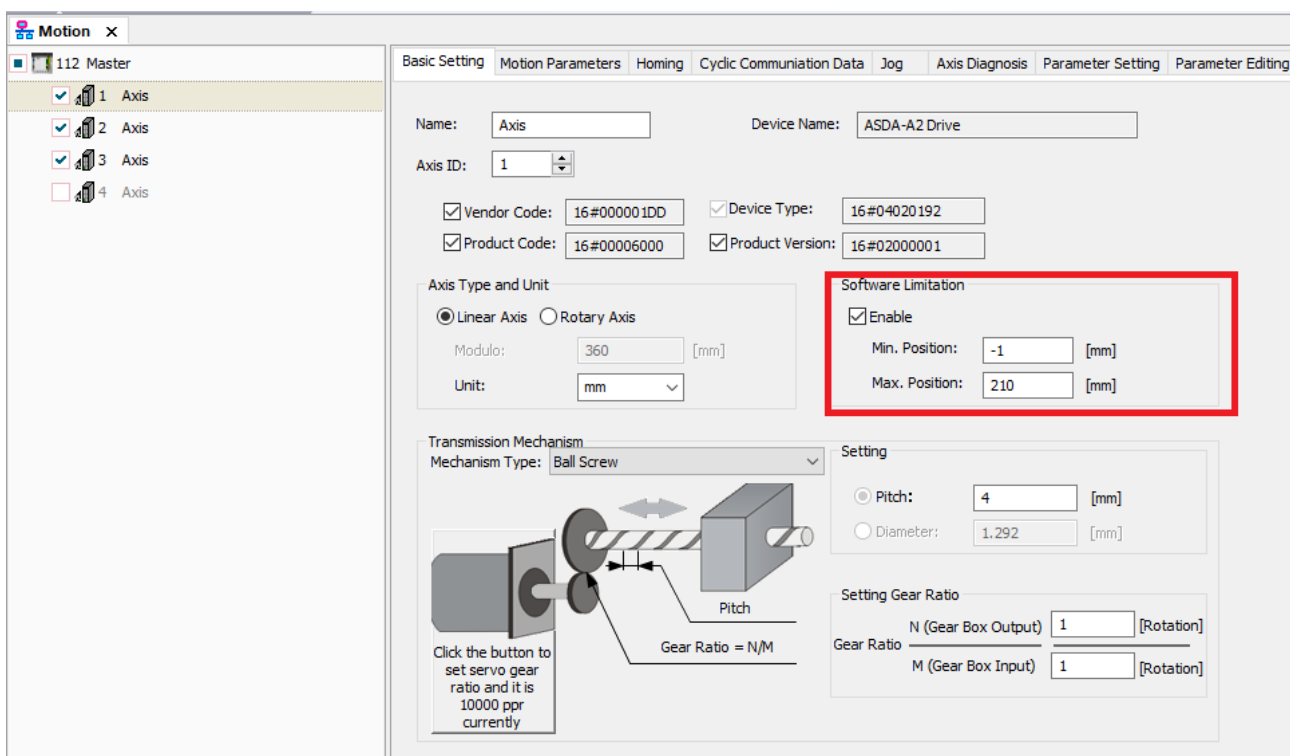 Motion X
112 Master
1 Axis
2 Axis
3 Axis
4 Axis
Basic Setting Motion Parameters Homing Cyclic Communiation Data Jog Axis Diagnosis Parameter Setting Parameter Editing
Name: Axis Device Name: ASDA-A2 Drive
Axis ID: 1
Vendor Code: 16#000001DD Device Type: 16#04020192
Product Code: 16#00006000 Product Version: 16#02000001
Axis Type and Unit
Linear Axis Rotary Axis
Modulo: 360 [mm]
Unit: mm
Software Limitation
Enable
Min. Position: -1 [mm]
Max. Position: 210 [mm]
Transmission Mechanism
Mechanism Type: Ball Screw
Pitch
Gear Ratio = N/M
Click the button to
set servo gear
ratio and it is
10000 ppr
currently
Setting
Pitch: 4 [mm]
Diameter: 1.292 [mm]
Setting Gear Ratio
N (Gear Box Output) 1 [Rotation]
Gear Ratio
M (Gear Box Input) 1 [Rotation]